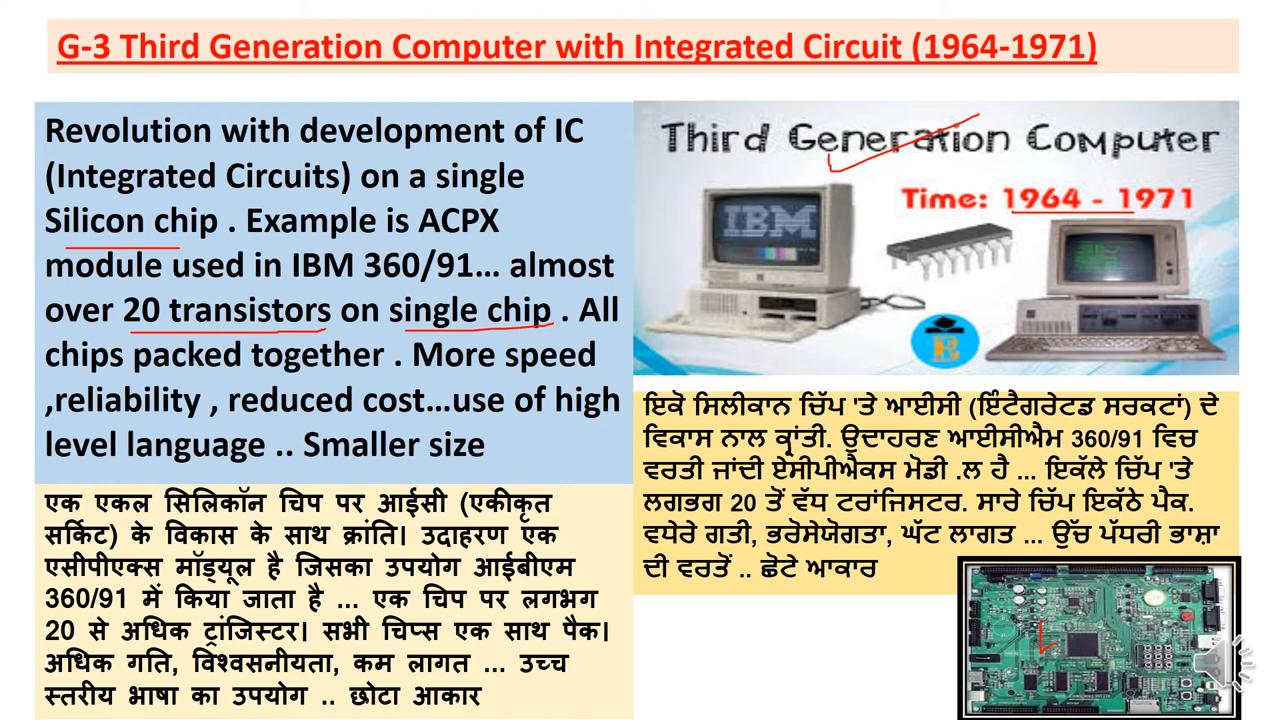 G-3 Third Generation Computer with Integrated Circuit (1964-1971)
Revolution with development of IC
(Integrated Circuits) on a single
Silicon chip . Example is ACPX
module used in IBM 360/91... almost
over 20 transistors on single chip . All
chips packed together . More speed
,reliability , reduced cost...use of high
level language .. Smaller size
Third Generation Computer
Time: 1964 - 1971
IBM
E
एक एकल सिलिकॉन चिप पर आईसी (एकीकृत
सर्किट) के विकास के साथ क्रांति। उदाहरण एक
एसीपीएक्स मॉड्यूल है जिसका उपयोग आईबीएम
360/91 में किया जाता है ... एक चिप पर लगभग
20 से अधिक ट्रांजिस्टर। सभी चिप्स एक साथ पैक।
अधिक गति, विश्वसनीयता, कम लागत ... उच्च
स्तरीय भाषा का उपयोग .. छोटा आकार
ਇਕੋ ਸਿਲੀਕਾਨ ਚਿੱਪ 'ਤੇ ਆਈਸੀ (ਇੰਟੈਗਰੇਟਡ ਸਰਕਟਾਂ) ਦੇ
ਵਿਕਾਸ ਨਾਲ ਕ੍ਰਾਂਤੀ. ਉਦਾਹਰਣ ਆਈਸੀਐਮ 360/91 ਵਿਚ
ਵਰਤੀ ਜਾਂਦੀ ਏਸੀਪੀਐਕਸ ਮੋਡੀ .ਲ ਹੈ ... ਇਕੱਲੇ ਚਿੱਪ 'ਤੇ
ਲਗਭਗ 20 ਤੋਂ ਵੱਧ ਟਰਾਂਜਿਸਟਰ. ਸਾਰੇ ਚਿੱਪ ਇਕੱਠੇ ਪੈਕ.
ਵਧੇਰੇ ਗਤੀ, ਭਰੋਸੇਯੋਗਤਾ, ਘੱਟ ਲਾਗਤ ... ਉੱਚ ਪੱਧਰੀ ਭਾਸ਼ਾ
ਦੀ ਵਰਤੋਂ .. ਛੋਟੇ ਆਕਾਰ